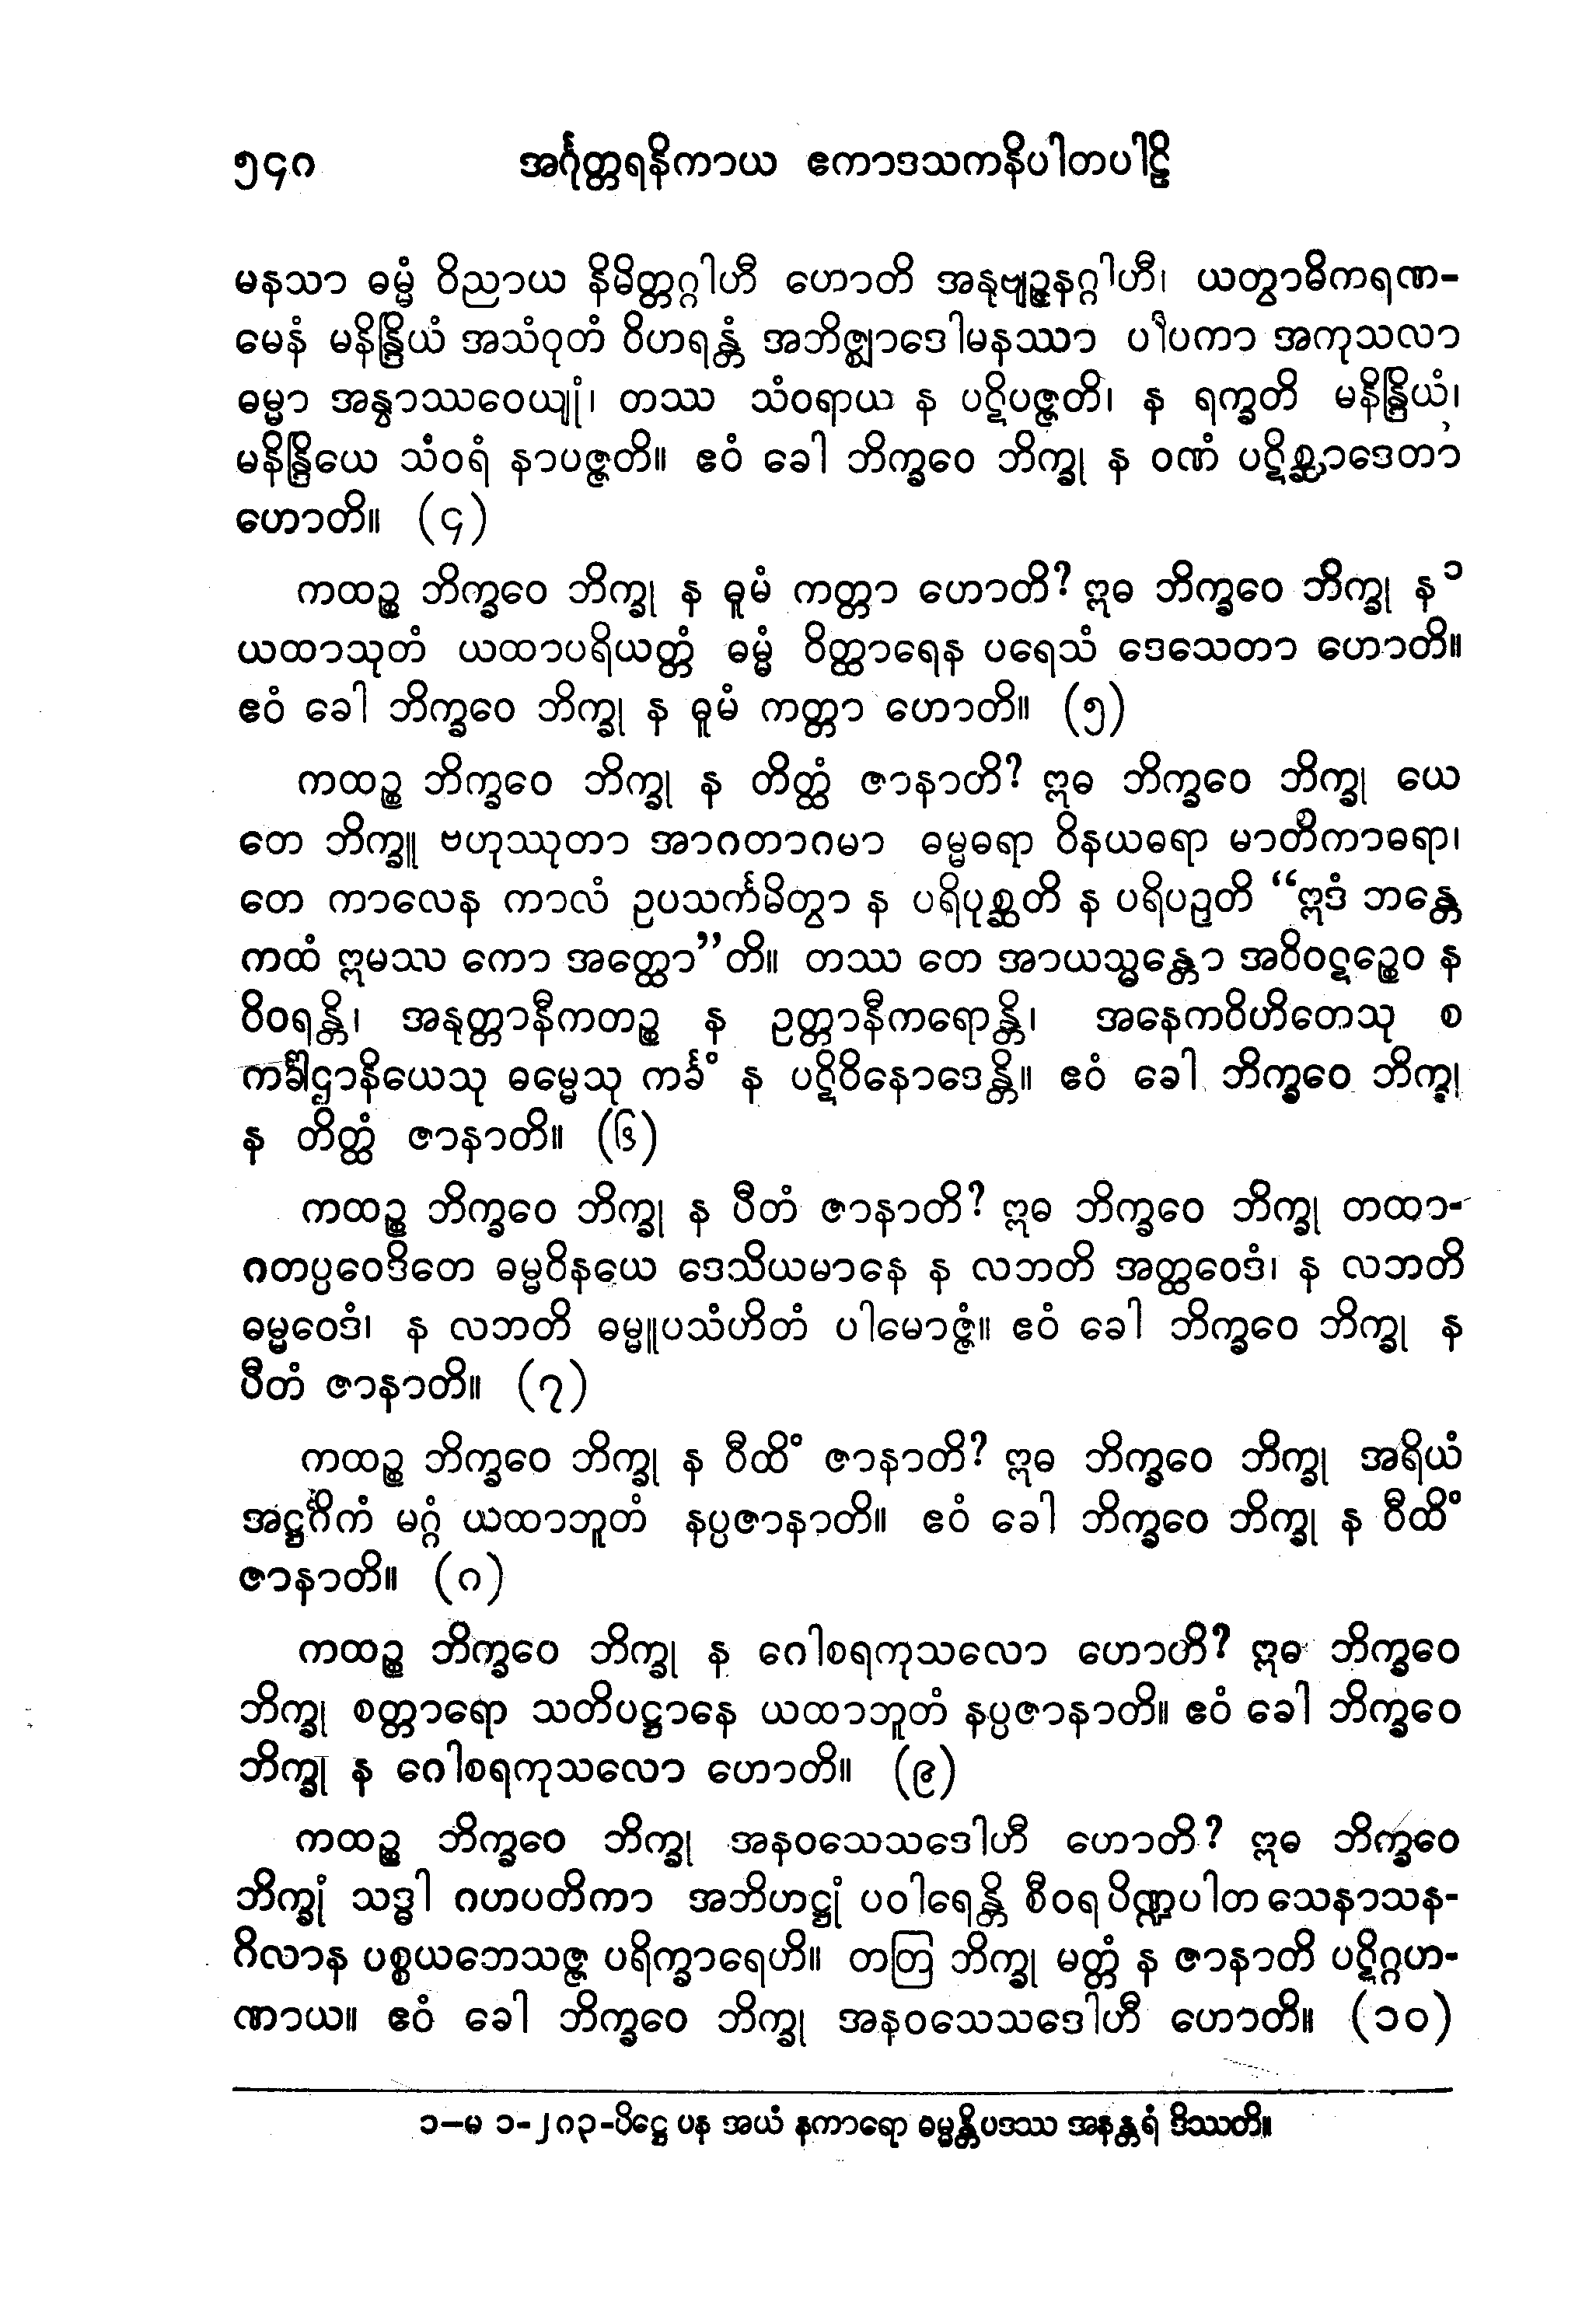 ၅၄ဂ အင်္ဂုတ္တရနိကာယ ဧကာဒသကနိပါတပါဠိ
မနသာ ဓမ္မံ ဝိညာယ နိမိတ္တဂ္ဂါဟီ ဟောတိ အနုဗျဉ္ဇနဂ္ဂါဟီ၊ ယတွာဓိကရဏ-
မေနံ မနိန္ဒြိယံ အသံဝုတံ ဝိဟရန္တံ အဘိဇ္ဈာဒေါမနဿာ ပါပကာ အကုသလာ
ဓမ္မာ အန္ဝာဿဝေယျုံ၊ တဿ သံဝရာယ န ပဋိပဇ္ဇတိ၊ န ရက္ခတိ မနိန္ဒြိယံ၊
မနိန္ဒြိယေ သံဝရံ နာပဇ္ဇတိ။ ဧဝံ ခေါ ဘိက္ခဝေ ဘိက္ခု န ဝဏံ ပဋိစ္ဆာဒေတာ
ဟောတိ။ (၄)
ကထဉ္စ ဘိက္ခဝေ ဘိက္ခု န ဓူမံ ကတ္တာ ဟောတိ? ဣဓ ဘိက္ခဝေ ဘိက္ခု န ၁
ယထာသုတံ ယထာပရိယတ္တံ ဓမ္မံ ဝိတ္ထာရေန ပရေသံ ဒေသေတာ ဟောတိ။
ဧဝံ ခေါ ဘိက္ခဝေ ဘိက္ခု န ဓူမံ ကတ္တာ ဟောတိ။ (၅)
ကထဉ္စ ဘိက္ခဝေ ဘိက္ခု န တိတ္ထံ ဇာနာတိ? ဣဓ ဘိက္ခဝေ ဘိက္ခု ယေ
တေ ဘိက္ခူ ဗဟုဿုတာ အာဂတာဂမာ ဓမ္မဓရာ ဝိနယဓရာ မာတိကာဓရာ၊
တေ ကာလေန ကာလံ ဥပသင်္ကမိတွာ န ပရိပုစ္ဆတိ န ပရိပဉှတိ “ဣဒံ ဘန္တေ
ကထံ ဣမဿ ကော အတ္ထော”တိ။ တဿ တေ အာယသ္မန္တော အဝိဝဋဉ္စေဝ န
ဝိဝရန္တိ၊ အနုတ္တာနီကတဉ္စ န ဥတ္တာနီကရောန္တိ၊ အနေကဝိဟိတေသု စ
ကင်္ခါဌာနိယေသု ဓမ္မေသု ကင်္ခံ န ပဋိဝိနောဒေန္တိ။ ဧဝံ ခေါ ဘိက္ခဝေ ဘိက္ခု
န တိတ္ထံ ဇာနာတိ။ (၆)
ကထဉ္စ ဘိက္ခဝေ ဘိက္ခု န ပီတံ ဇာနာတိ? ဣဓ ဘိက္ခဝေ ဘိက္ခု တထာ-
ဂတပ္ပဝေဒိတေ ဓမ္မဝိနယေ ဒေသိယမာနေ န လဘတိ အတ္ထဝေဒံ၊ န လဘတိ
ဓမ္မဝေဒံ၊ န လဘတိ ဓမ္မူပသံဟိတံ ပါမောဇ္ဇံ။ ဧဝံ ခေါ ဘိက္ခဝေ ဘိက္ခု န
ပီတံ ဇာနာတိ။ (၇)
ကထဉ္စ ဘိက္ခဝေ ဘိက္ခု န ဝီထိံ ဇာနာတိ? ဣဓ ဘိက္ခဝေ ဘိက္ခု အရိယံ
အဋ္ဌင်္ဂိကံ မဂ္ဂံ ယထာဘူတံ နပ္ပဇာနာတိ။ ဧဝံ ခေါ ဘိက္ခဝေ ဘိက္ခု န ဝီထိံ
ဇာနာတိ။ (ဂ)
ကထဉ္စ ဘိက္ခဝေ ဘိက္ခု န ဂေါစရကုသလော ဟောတိ? ဣဓ ဘိက္ခဝေ
ဘိက္ခု စတ္တာရော သတိပဋ္ဌာနေ ယထာဘူတံ နပ္ပဇာနာတိ။ ဧဝံ ခေါ ဘိက္ခဝေ
ဘိက္ခု န ဂေါစရကုသလော ဟောတိ။ (၉)
ကထဉ္စ ဘိက္ခဝေ ဘိက္ခု အနဝသေသဒေါဟီ ဟောတိ? ဣဓ ဘိက္ခဝေ
ဘိက္ခုံ သဒ္ဓါ ဂဟပတိကာ အဘိဟဋ္ဌုံ ပဝါရေန္တိ စီဝရ ပိဏ္ဍပါတ သေနာသန-
ဂိလာန ပစ္စယဘေသဇ္ဇ ပရိက္ခာရေဟိ။ တတြ ဘိက္ခု မတ္တံ န ဇာနာတိ ပဋိဂ္ဂဟ-
ဏာယ။ ဧဝံ ခေါ ဘိက္ခဝေ ဘိက္ခု အနဝသေသဒေါဟီ ဟောတိ။ (၁၀)
၁–မ ၁-၂ဂ၃-ပိဋ္ဌေ ပန အယံ နကာရော ဓမ္မန္တိပဒဿ အနန္တရံ ဒိဿတိ။